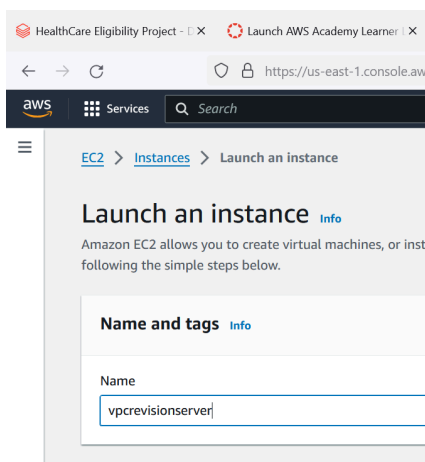 HealthCare Eligibility Project - D
Launch AWS Academy Learner L
https://us-east-1.console.aw
aws
Services
Search
EC2 > Instances > Launch an instance
Launch an instance Info
Amazon EC2 allows you to create virtual machines, or inst
following the simple steps below.
Name and tags Info
Name
vpcrevisionserver